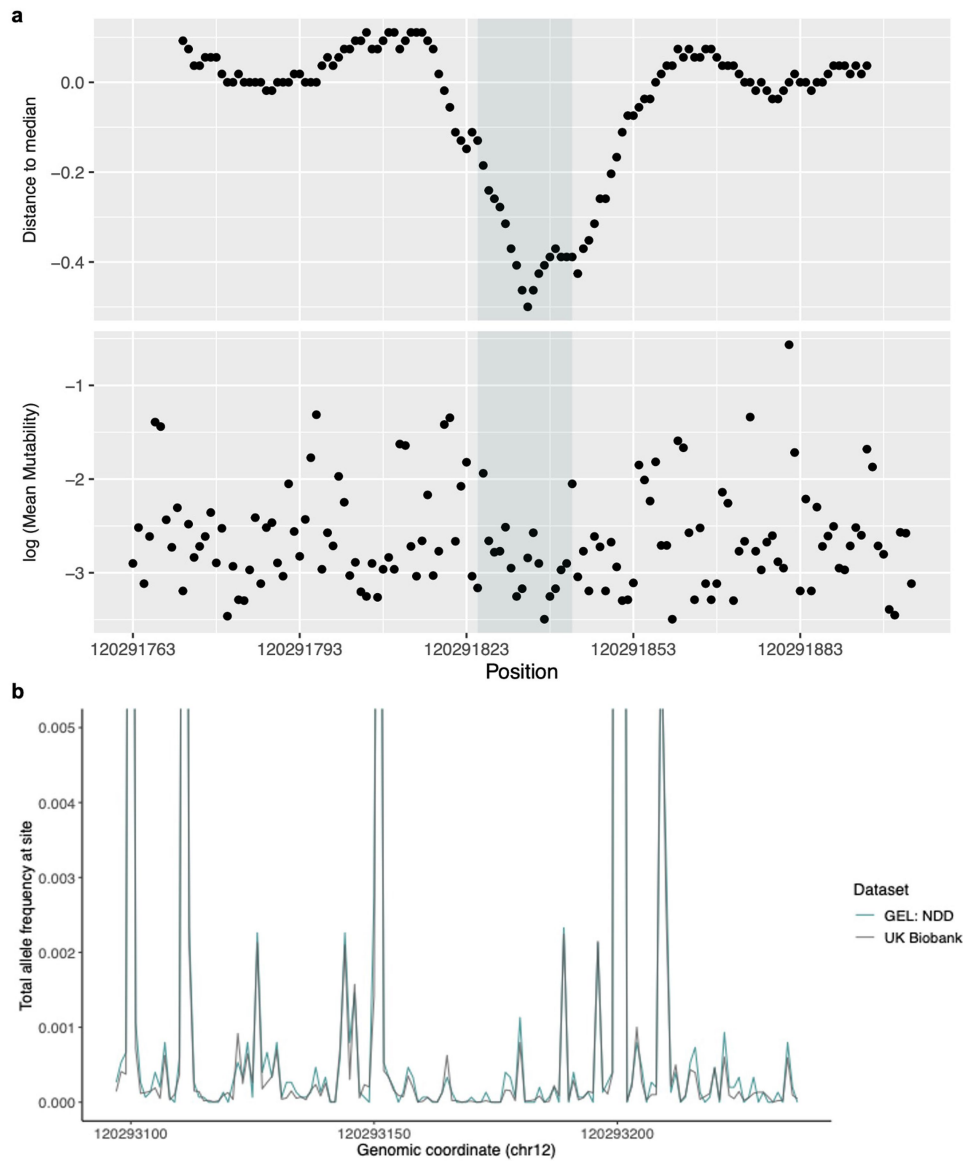 a
0.0
−0.2
−0.4
Distance to median
−1
−2
−3
log (Mean Mutability)
120291763 120291793 120291823 120291853 120291883
Position
b
0.005
0.004
0.003
0.002
0.001
0.000
Total allele frequency at site
120293100 120293150 120293200
Genomic coordinate (chr12)
Dataset
GEL: NDD
UK Biobank